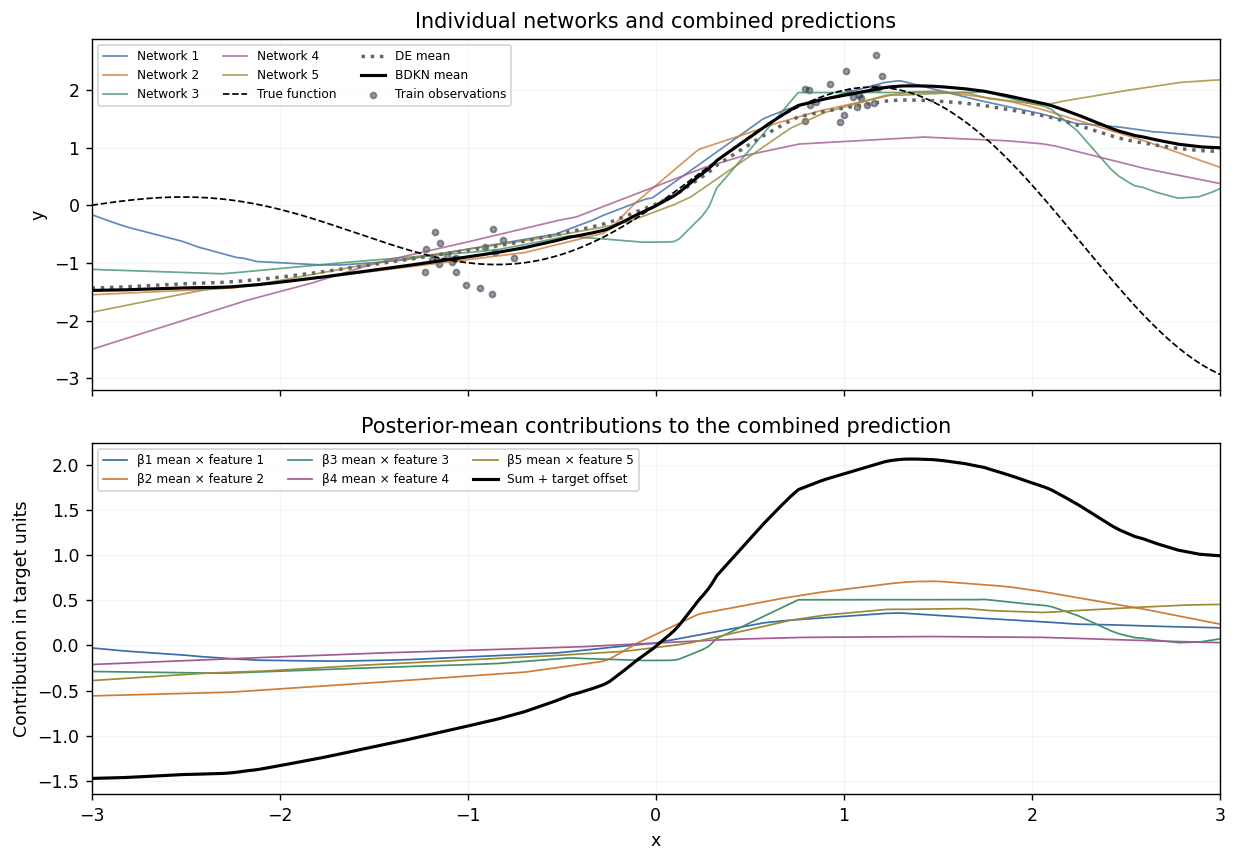 Individual networks and combined predictions
Network 1
Network 2
Network 3
Network 4
Network 5
True function
DE mean
BDKN mean
Train observations
y
2
1
0
−1
−2
−3
Posterior-mean contributions to the combined prediction
β1 mean × feature 1
β2 mean × feature 2
β3 mean × feature 3
β4 mean × feature 4
β5 mean × feature 5
Sum + target offset
Contribution in target units
2.0
1.5
1.0
0.5
0.0
−0.5
−1.0
−1.5
−3
−2
−1
0
1
2
3
x